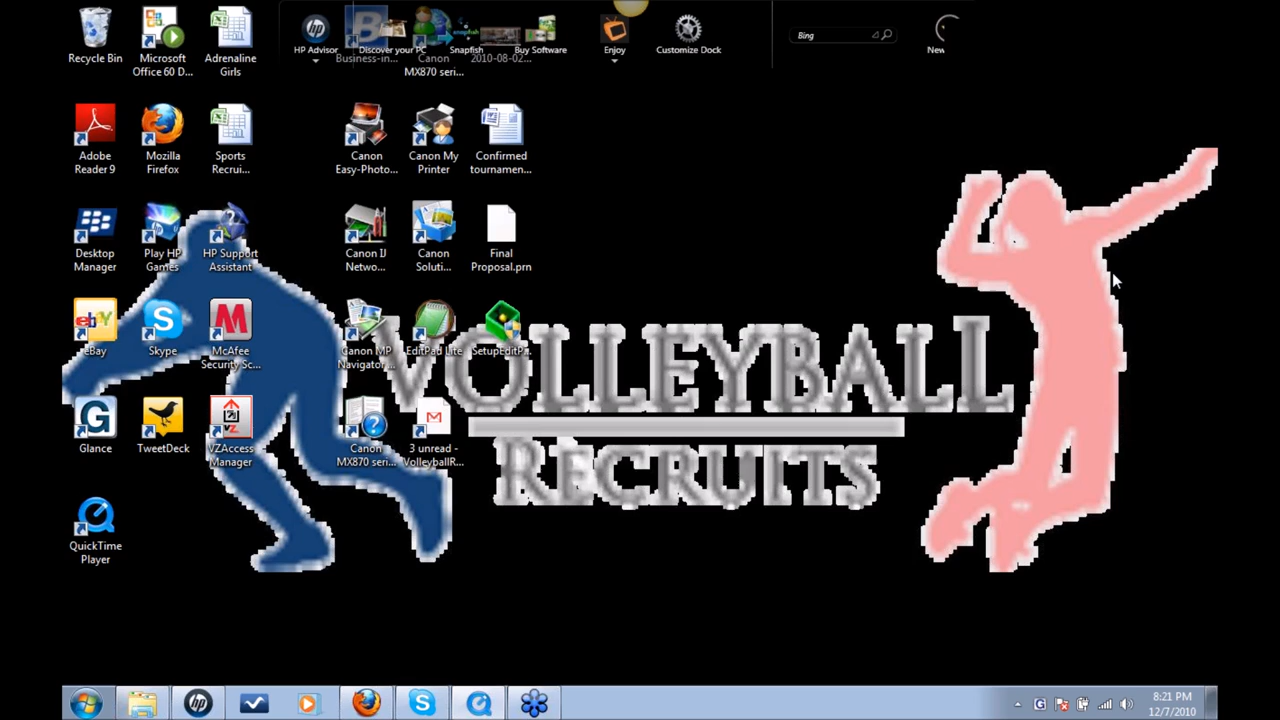 HP Advisor
Discover your PC
Snapfish
Buy Software
Enjoy
Customize Dock
Bing
New
Recycle Bin
Microsoft
Office 60 D...
Adrenaline
Girls
Business-in...
Canon
MX870 seri...
2010-08-02...
Adobe
Reader 9
Mozilla
Firefox
Sports
Recrui...
Canon
Easy-Photo...
Canon My
Printer
Confirmed
tournamen...
Desktop
Manager
Play HP
Games
HP Support
Assistant
Canon IJ
Netwo...
Canon
Soluti...
Final
Proposal.prn
eBay
Skype
McAfee
Security Sc...
Canon MP
Navigator ...
EditPad Lite
SetupEditP...
VOLLEYBALL
RECRUITS
Glance
TweetDeck
VZAccess
Manager
Canon
MX870 seri...
3 unread -
VolleyballR...
QuickTime
Player
8:21 PM
12/7/2010